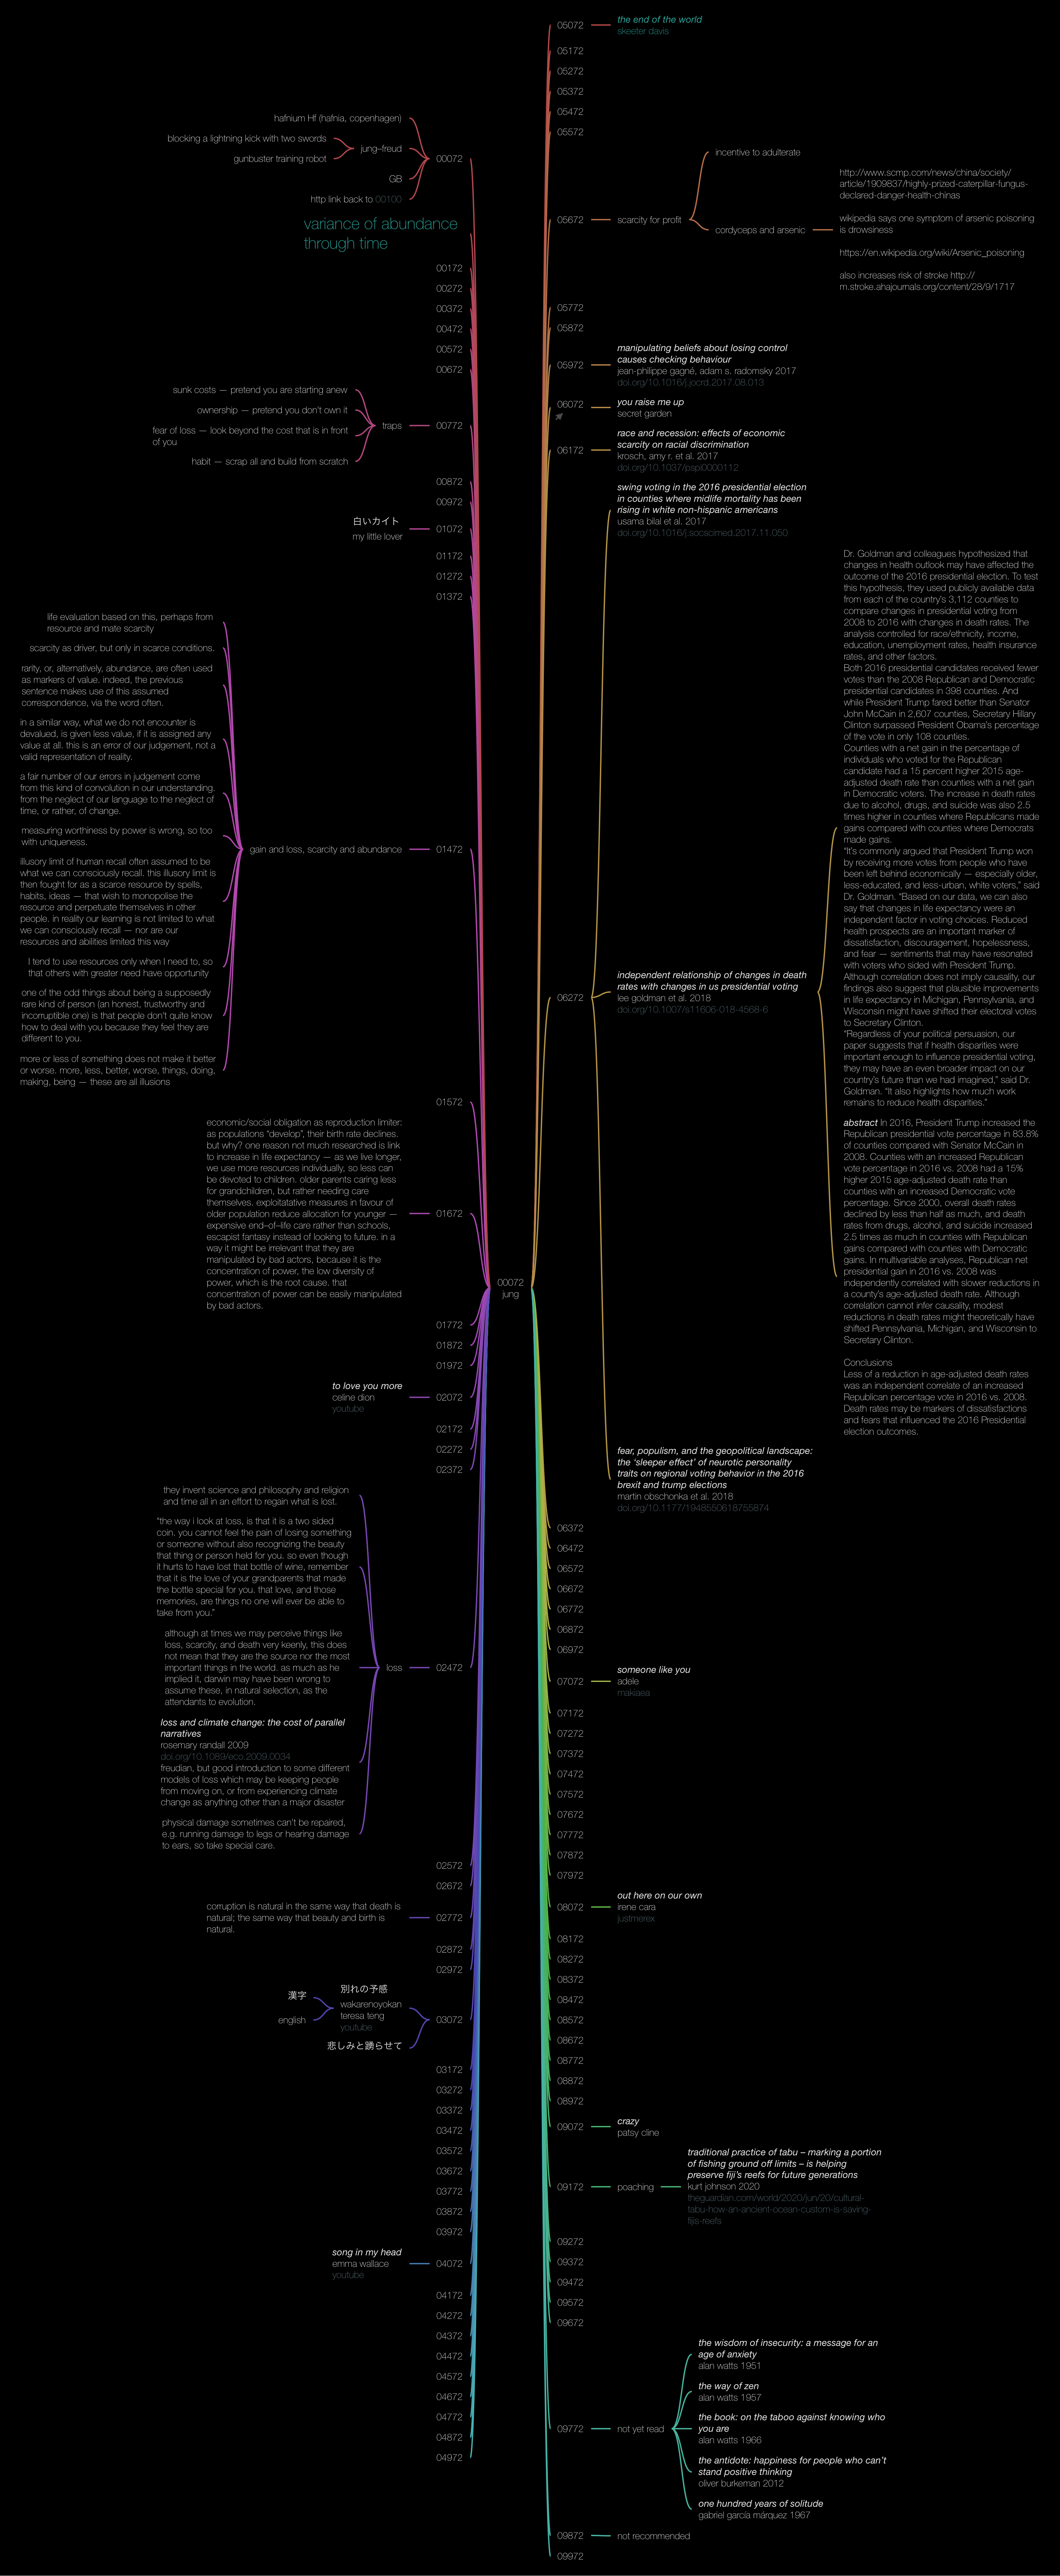 hafnium Hf (hafnia, copenhagen)
blocking a lightning kick with two swords
gunbuster training robot
jung–freud
GB
http link back to 00100
00072
variance of abundance
through time
00172
00272
00372
00472
00572
00672
sunk costs — pretend you are starting anew
ownership — pretend you don't own it
fear of loss — look beyond the cost that is in front
of you
habit — scrap all and build from scratch
traps
00772
00872
00972
白いカイト
my little lover
01072
01172
01272
01372
life evaluation based on this, perhaps from
resource and mate scarcity
scarcity as driver, but only in scarce conditions.
rarity, or, alternatively, abundance, are often used
as markers of value. indeed, the previous
sentence makes use of this assumed
correspondence, via the word often.
in a similar way, what we do not encounter is
devalued, is given less value, if it is assigned any
value at all. this is an error of our judgement, not a
valid representation of reality.
a fair number of our errors in judgement come
from this kind of convolution in our understanding.
from the neglect of our language to the neglect of
time, or rather, of change.
measuring worthiness by power is wrong, so too
with uniqueness.
illusory limit of human recall often assumed to be
what we can consciously recall. this illusory limit is
then fought for as a scarce resource by spells,
habits, ideas — that wish to monopolise the
resource and perpetuate themselves in other
people. in reality our learning is not limited to what
we can consciously recall — nor are our
resources and abilities limited this way
I tend to use resources only when I need to, so
that others with greater need have opportunity
one of the odd things about being a supposedly
rare kind of person (an honest, trustworthy and
incorruptible one) is that people don't quite know
how to deal with you because they feel they are
different to you.
more or less of something does not make it better
or worse. more, less, better, worse, things, doing,
making, being — these are all illusions
gain and loss, scarcity and abundance
01472
01572
economic/social obligation as reproduction limiter:
as populations "develop", their birth rate declines.
but why? one reason not much researched is link
to increase in life expectancy — as we live longer,
we use more resources individually, so less can
be devoted to children. older parents caring less
for grandchildren, but rather needing care
themselves. exploitatative measures in favour of
older population reduce allocation for younger —
expensive end–of–life care rather than schools,
escapist fantasy instead of looking to future. in a
way it might be irrelevant that they are
manipulated by bad actors, because it is the
concentration of power, the low diversity of
power, which is the root cause. that
concentration of power can be easily manipulated
by bad actors.
01672
01772
01872
01972
to love you more
celine dion
youtube
02072
02172
02272
02372
they invent science and philosophy and religion
and time all in an effort to regain what is lost.
"the way i look at loss, is that it is a two sided
coin. you cannot feel the pain of losing something
or someone without also recognizing the beauty
that thing or person held for you. so even though
it hurts to have lost that bottle of wine, remember
that it is the love of your grandparents that made
the bottle special for you. that love, and those
memories, are things no one will ever be able to
take from you."
although at times we may perceive things like
loss, scarcity, and death very keenly, this does
not mean that they are the source nor the most
important things in the world. as much as he
implied it, darwin may have been wrong to
assume these, in natural selection, as the
attendants to evolution.
loss and climate change: the cost of parallel
narratives
rosemary randall 2009
doi.org/10.1089/eco.2009.0034
freudian, but good introduction to some different
models of loss which may be keeping people
from moving on, or from experiencing climate
change as anything other than a major disaster
physical damage sometimes can't be repaired,
e.g. running damage to legs or hearing damage
to ears, so take special care.
loss
02472
02572
02672
corruption is natural in the same way that death is
natural; the same way that beauty and birth is
natural.
02772
02872
02972
漢字
english
別れの予感
wakarenoyokan
teresa teng
youtube
悲しみと踊らせて
03072
03172
03272
03372
03472
03572
03672
03772
03872
03972
song in my head
emma wallace
youtube
04072
04172
04272
04372
04472
04572
04672
04772
04872
04972
00072
jung
05072
the end of the world
skeeter davis
05172
05272
05372
05472
05572
05672
scarcity for profit
incentive to adulterate
cordyceps and arsenic
http://www.scmp.com/news/china/society/
article/1909837/highly-prized-caterpillar-fungus-
declared-danger-health-chinas
wikipedia says one symptom of arsenic poisoning
is drowsiness
https://en.wikipedia.org/wiki/Arsenic_poisoning
also increases risk of stroke http://
m.stroke.ahajournals.org/content/28/9/1717
05772
05872
05972
manipulating beliefs about losing control
causes checking behaviour
jean-philippe gagné, adam s. radomsky 2017
doi.org/10.1016/j.jocrd.2017.08.013
06072
you raise me up
secret garden
06172
race and recession: effects of economic
scarcity on racial discrimination
krosch, amy r. et al. 2017
doi.org/10.1037/pspi0000112
06272
swing voting in the 2016 presidential election
in counties where midlife mortality has been
rising in white non-hispanic americans
usama bilal et al. 2017
doi.org/10.1016/j.socscimed.2017.11.050
independent relationship of changes in death
rates with changes in us presidential voting
lee goldman et al. 2018
doi.org/10.1007/s11606-018-4568-6
Dr. Goldman and colleagues hypothesized that
changes in health outlook may have affected the
outcome of the 2016 presidential election. To test
this hypothesis, they used publicly available data
from each of the country's 3,112 counties to
compare changes in presidential voting from
2008 to 2016 with changes in death rates. The
analysis controlled for race/ethnicity, income,
education, unemployment rates, health insurance
rates, and other factors.
Both 2016 presidential candidates received fewer
votes than the 2008 Republican and Democratic
presidential candidates in 398 counties. And
while President Trump fared better than Senator
John McCain in 2,607 counties, Secretary Hillary
Clinton surpassed President Obama's percentage
of the vote in only 108 counties.
Counties with a net gain in the percentage of
individuals who voted for the Republican
candidate had a 15 percent higher 2015 age-
adjusted death rate than counties with a net gain
in Democratic voters. The increase in death rates
due to alcohol, drugs, and suicide was also 2.5
times higher in counties where Republicans made
gains compared with counties where Democrats
made gains.
"It's commonly argued that President Trump won
by receiving more votes from people who have
been left behind economically — especially older,
less-educated, and less-urban, white voters," said
Dr. Goldman. "Based on our data, we can also
say that changes in life expectancy were an
independent factor in voting choices. Reduced
health prospects are an important marker of
dissatisfaction, discouragement, hopelessness,
and fear — sentiments that may have resonated
with voters who sided with President Trump.
Although correlation does not imply causality, our
findings also suggest that plausible improvements
in life expectancy in Michigan, Pennsylvania, and
Wisconsin might have shifted their electoral votes
to Secretary Clinton.
"Regardless of your political persuasion, our
paper suggests that if health disparities were
important enough to influence presidential voting,
they may have an even broader impact on our
country's future than we had imagined," said Dr.
Goldman. "It also highlights how much work
remains to reduce health disparities."
abstract In 2016, President Trump increased the
Republican presidential vote percentage in 83.8%
of counties compared with Senator McCain in
2008. Counties with an increased Republican
vote percentage in 2016 vs. 2008 had a 15%
higher 2015 age-adjusted death rate than
counties with an increased Democratic vote
percentage. Since 2000, overall death rates
declined by less than half as much, and death
rates from drugs, alcohol, and suicide increased
2.5 times as much in counties with Republican
gains compared with counties with Democratic
gains. In multivariable analyses, Republican net
presidential gain in 2016 vs. 2008 was
independently correlated with slower reductions in
a county's age-adjusted death rate. Although
correlation cannot infer causality, modest
reductions in death rates might theoretically have
shifted Pennsylvania, Michigan, and Wisconsin to
Secretary Clinton.
Conclusions
Less of a reduction in age-adjusted death rates
was an independent correlate of an increased
Republican percentage vote in 2016 vs. 2008.
Death rates may be markers of dissatisfactions
and fears that influenced the 2016 Presidential
election outcomes.
fear, populism, and the geopolitical landscape:
the 'sleeper effect' of neurotic personality
traits on regional voting behavior in the 2016
brexit and trump elections
martin obschonka et al. 2018
doi.org/10.1177/1948550618755874
06372
06472
06572
06672
06772
06872
06972
07072
someone like you
adele
makiaea
07172
07272
07372
07472
07572
07672
07772
07872
07972
08072
out here on our own
irene cara
justmerex
08172
08272
08372
08472
08572
08672
08772
08872
08972
09072
crazy
patsy cline
09172
poaching
traditional practice of tabu – marking a portion
of fishing ground off limits – is helping
preserve fiji's reefs for future generations
kurt johnson 2020
theguardian.com/world/2020/jun/20/cultural-
tabu-how-an-ancient-ocean-custom-is-saving-
fijis-reefs
09272
09372
09472
09572
09672
09772
not yet read
the wisdom of insecurity: a message for an
age of anxiety
alan watts 1951
the way of zen
alan watts 1957
the book: on the taboo against knowing who
you are
alan watts 1966
the antidote: happiness for people who can't
stand positive thinking
oliver burkeman 2012
one hundred years of solitude
gabriel garcía márquez 1967
09872
not recommended
09972